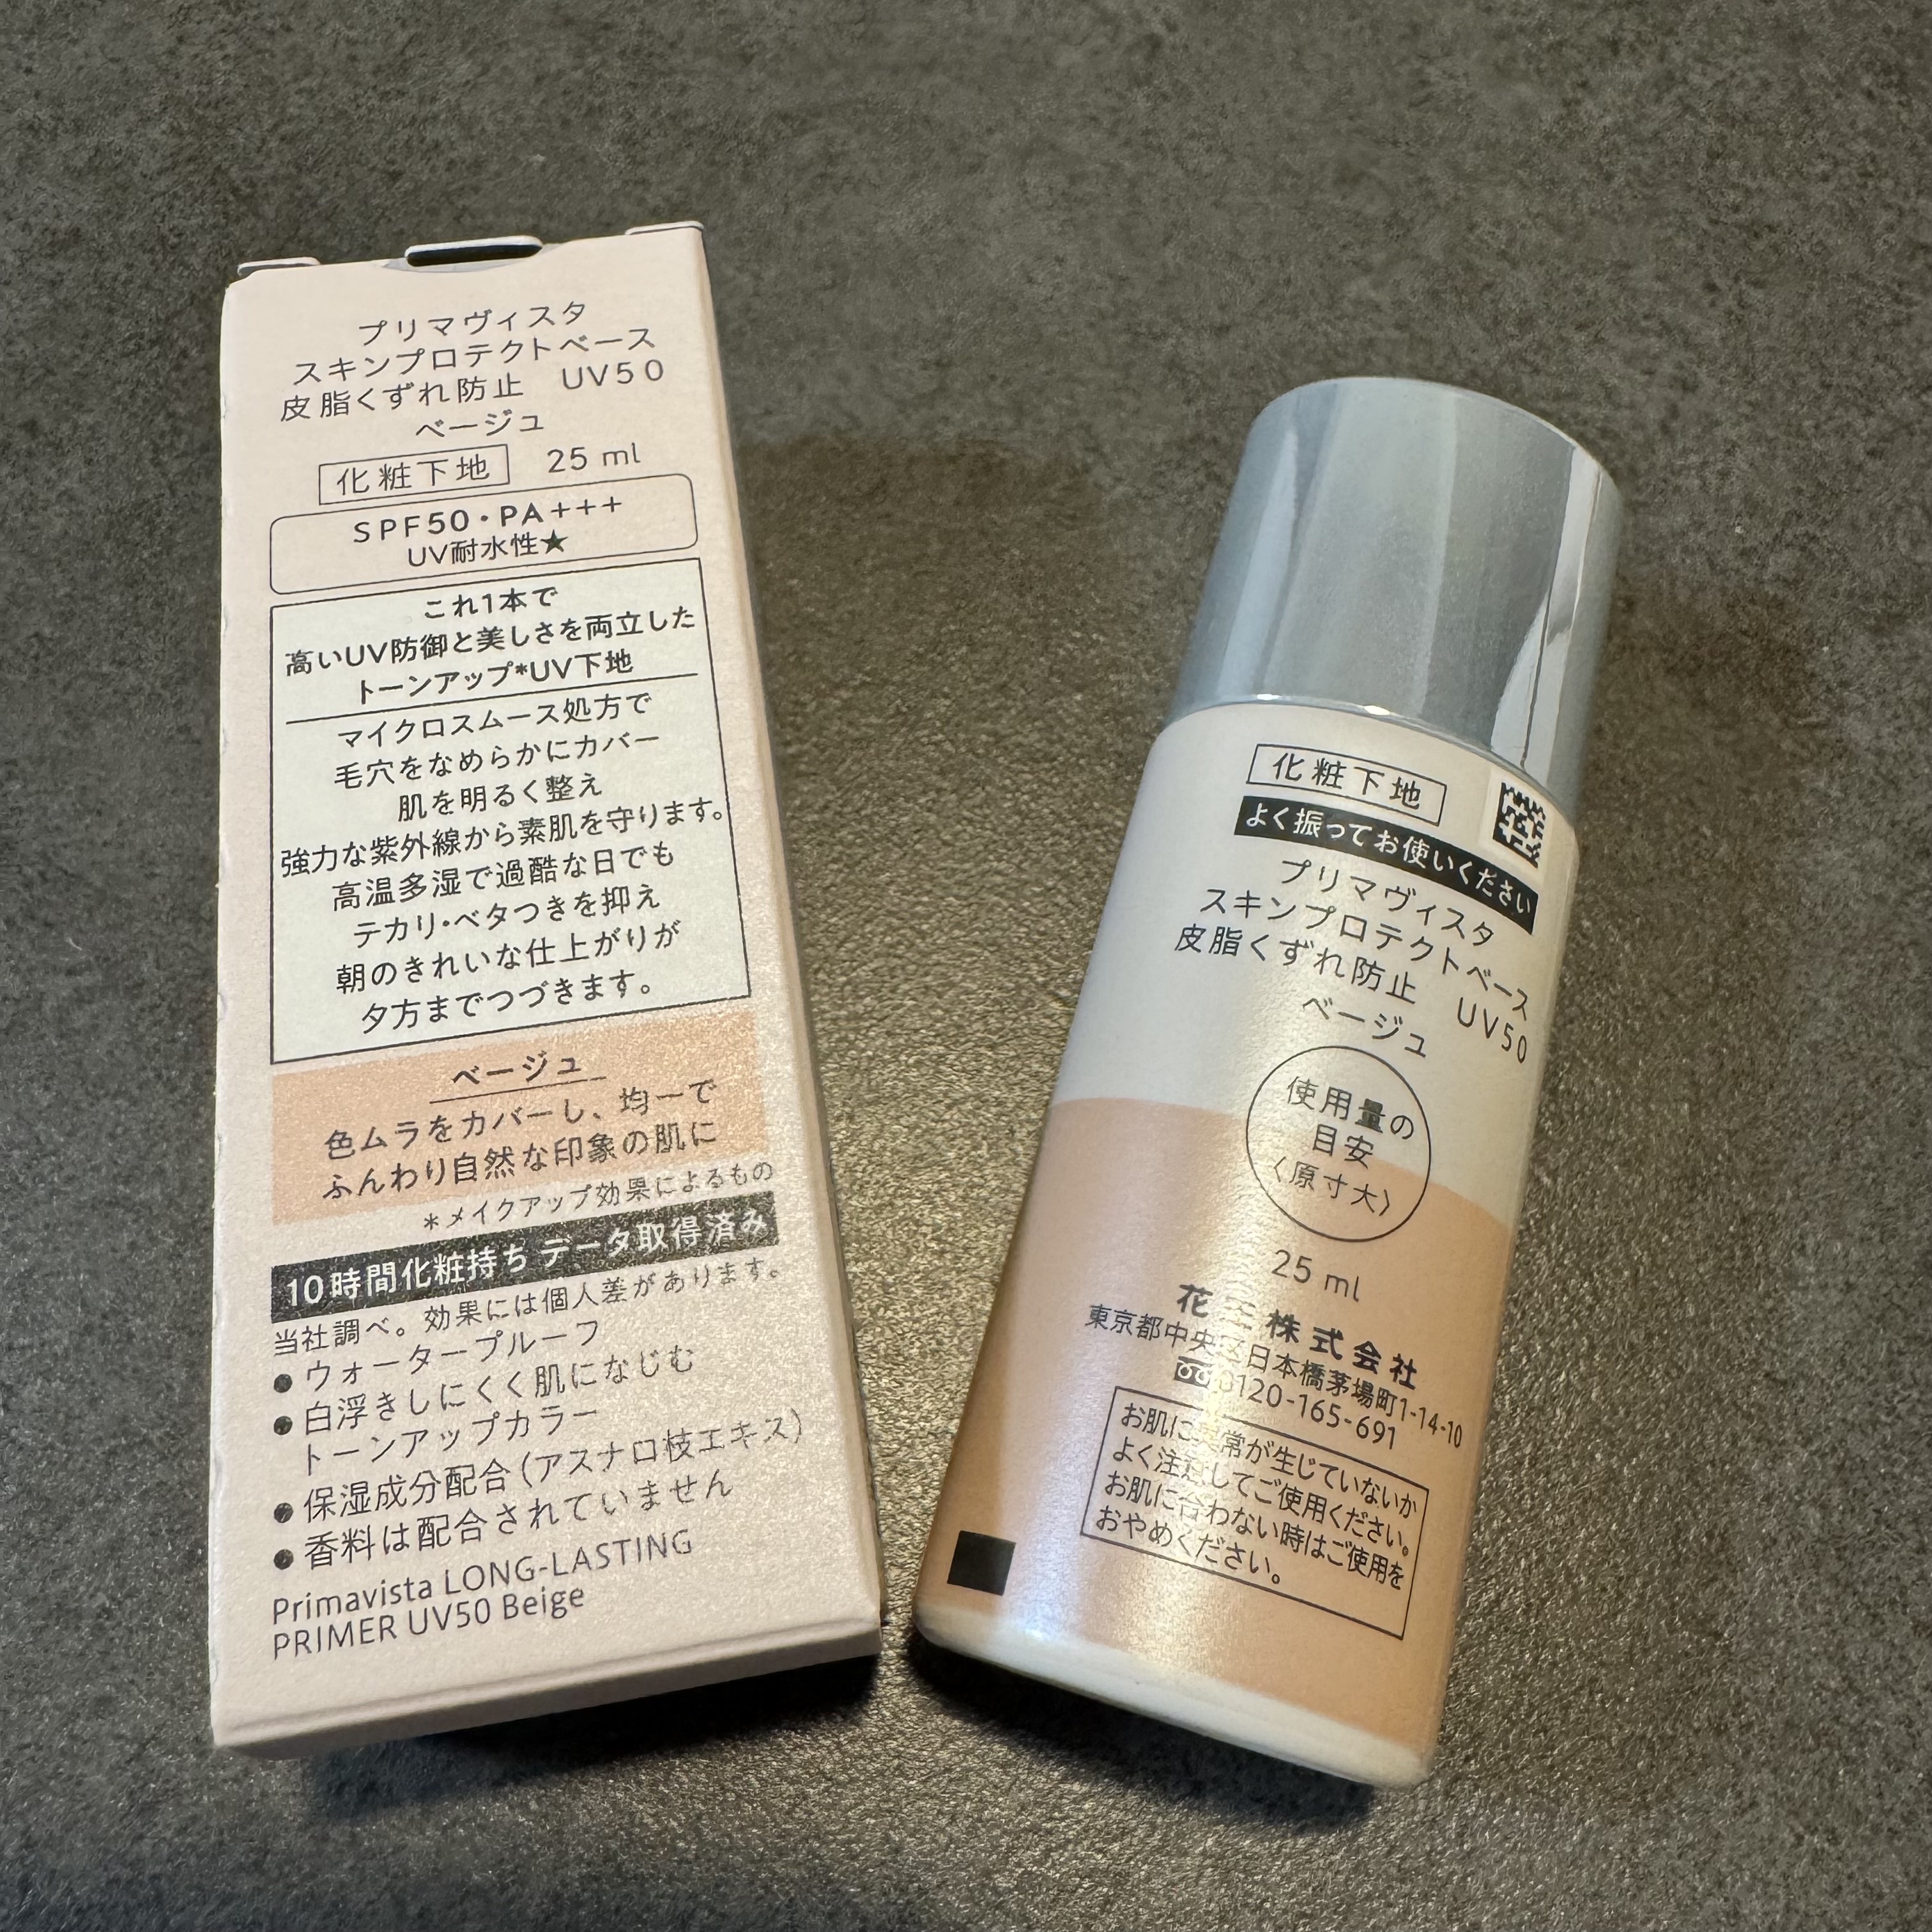 プリマヴィスタ
スキンプロテクトベース
皮脂くずれ防止 UV50
ベージュ
化粧下地 25 ml
SPF50・PA+++
UV耐水性★
これ1本で
高いUV防御と美しさを両立した
トーンアップ*UV下地
マイクロスムース処方で
毛穴をなめらかにカバー
肌を明るく整え
強力な紫外線から素肌を守ります。
高温多湿で過酷な日でも
テカリ・ベタつきを抑え
朝のきれいな仕上がりが
夕方までつづきます。
ベージュ
色ムラをカバーし、均一で
ふんわり自然な印象の肌に
*メイクアップ効果によるもの
10時間化粧持ち データ取得済み
当社調べ。効果には個人差があります。
●ウォータープルーフ
●白浮きしにくく肌になじむ
トーンアップカラー
●保湿成分配合(アスナロ枝エキス)
●香料は配合されていません
Primavista LONG-LASTING
PRIMER UV50 Beige
化粧下地
よく振ってお使いください
プリマヴィスタ
スキンプロテクトベース
皮脂くずれ防止 UV50
ベージュ
使用量の
目安
〈原寸大〉
25 ml
花王株式会社
東京都中央区日本橋茅場町1-14-10
0120-165-691
お肌に異常が生じていないか
よく注意してご使用ください。
お肌に合わない時はご使用を
おやめください。